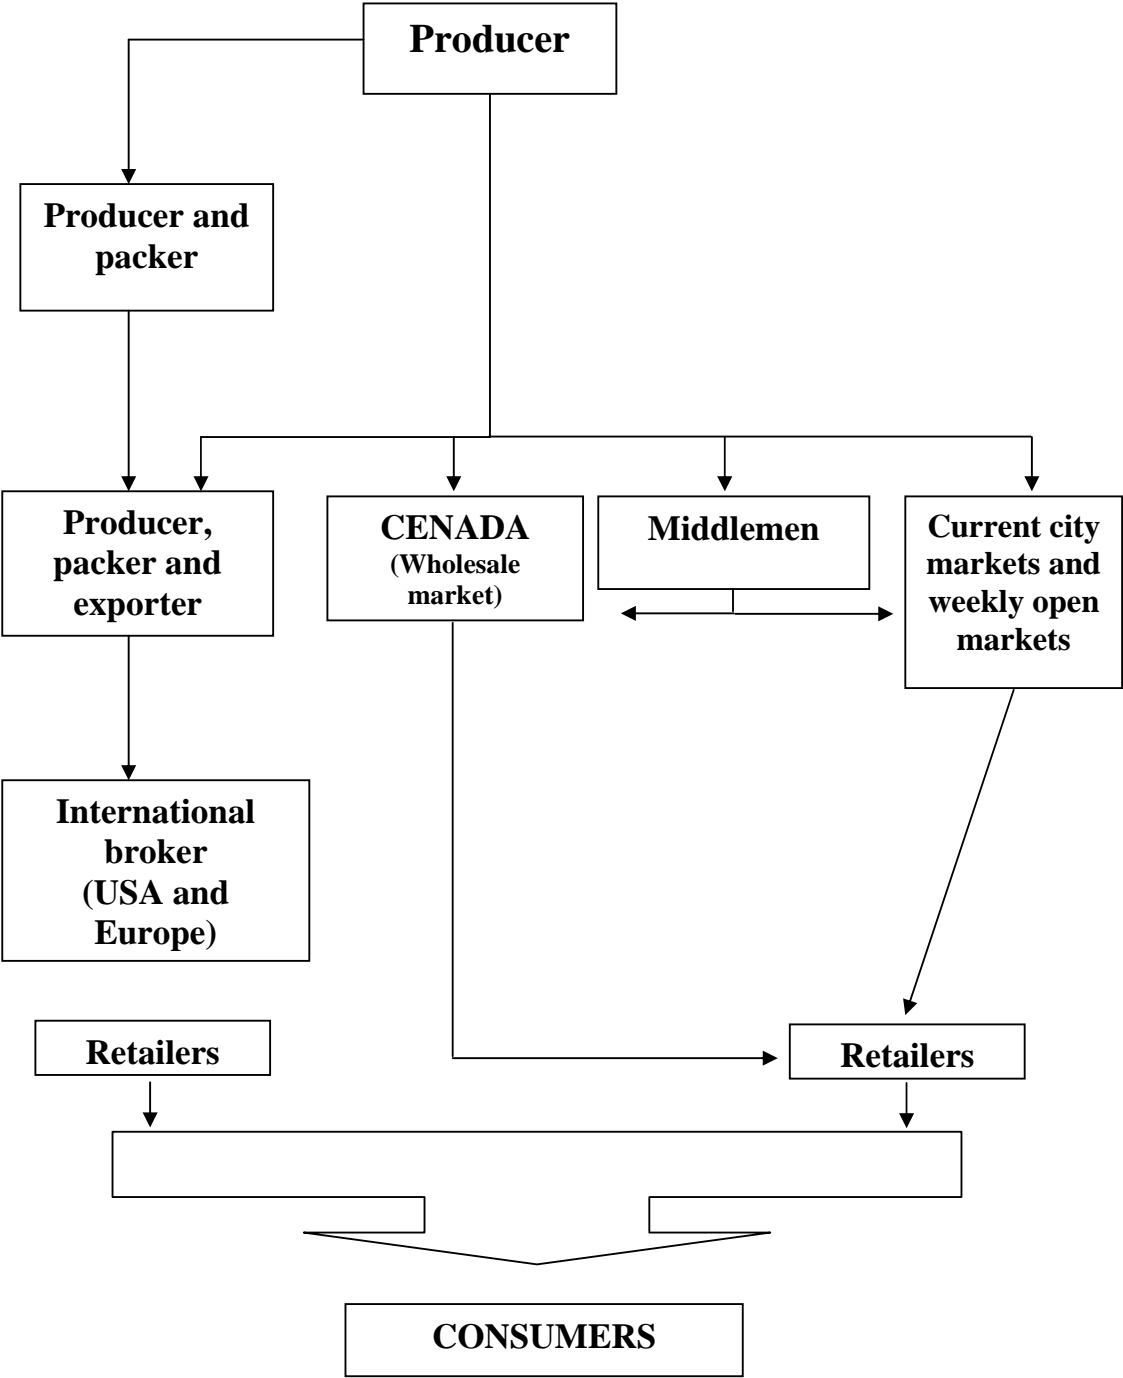 Producer
Producer and
packer
Producer,
packer and
exporter
CENADA
(Wholesale
market)
Middlemen
Current city
markets and
weekly open
markets
International
broker
(USA and
Europe)
Retailers
Retailers
CONSUMERS